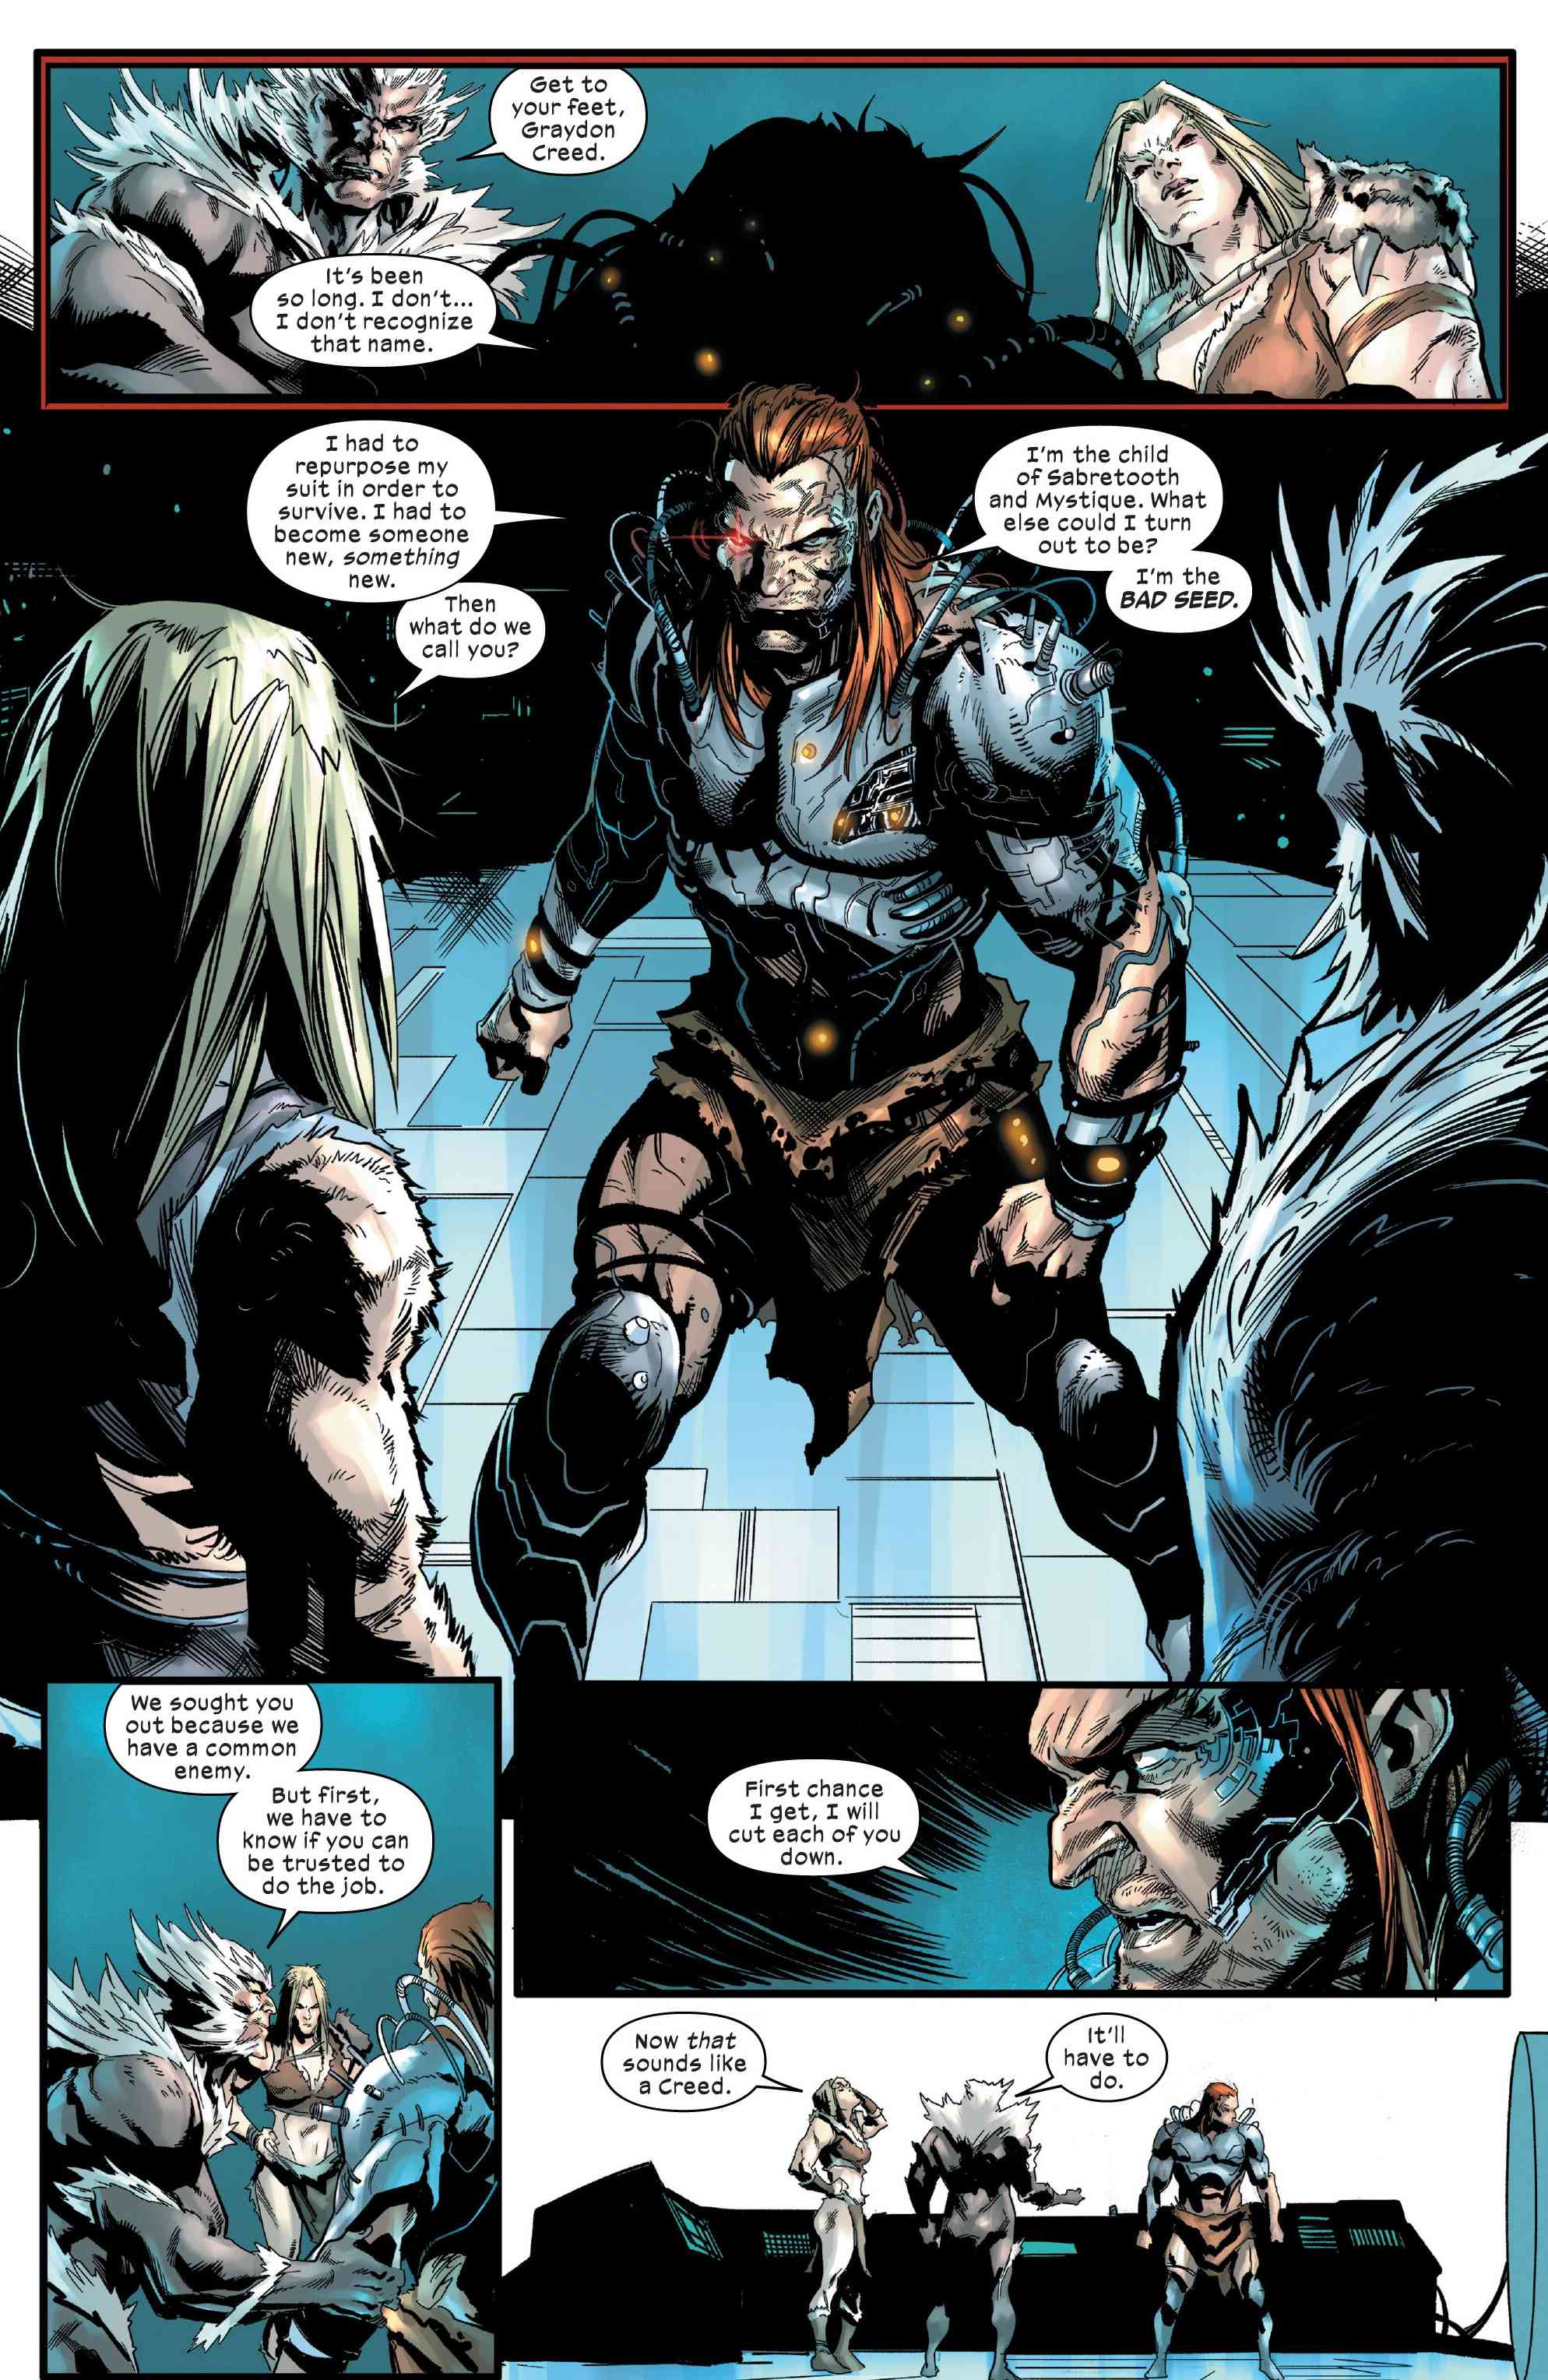 Get to
your feet,
Graydon
Creed.
It's been
so long. I don't...
I don't recognize
that name.
I had to
repurpose my
suit in order to
survive. I had to
become someone
new, something
new.
Then
what do we
call you?
I'm the child
of Sabretooth
and Mystique. What
else could I turn
out to be?
I'm the
BAD SEED.
We sought you
out because we
have a common
enemy.
But first,
we have to
know if you can
be trusted to
do the job.
First chance
I get, I will
cut each of you
down.
Now that
sounds like
a Creed.
It'll
have to
do.